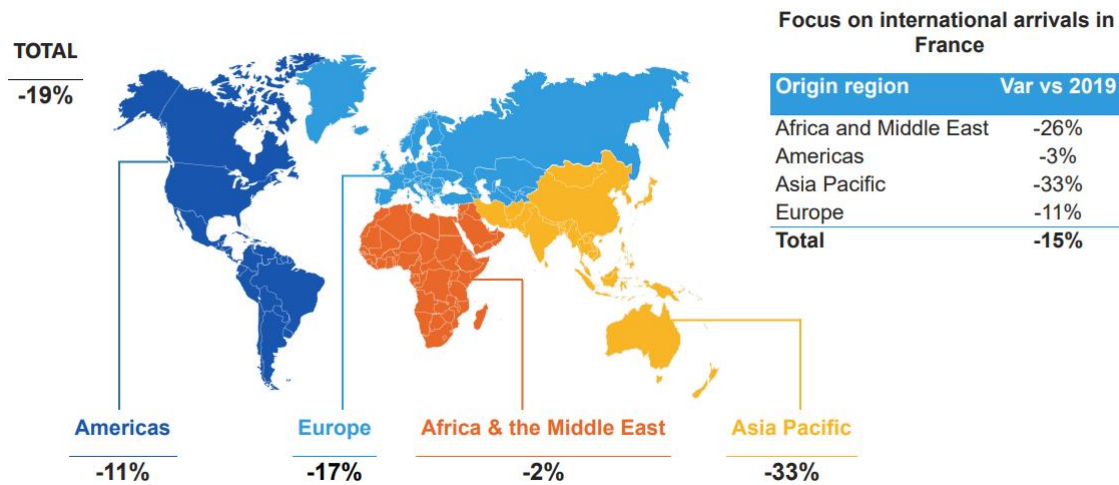 Focus on international arrivals in
France
TOTAL
-19%
Origin region Var vs 2019
Africa and Middle East -26%
Americas -3%
Asia Pacific -33%
Europe -11%
Total -15%
Americas
-11%
Europe
-17%
Africa & the Middle East
-2%
Asia Pacific
-33%